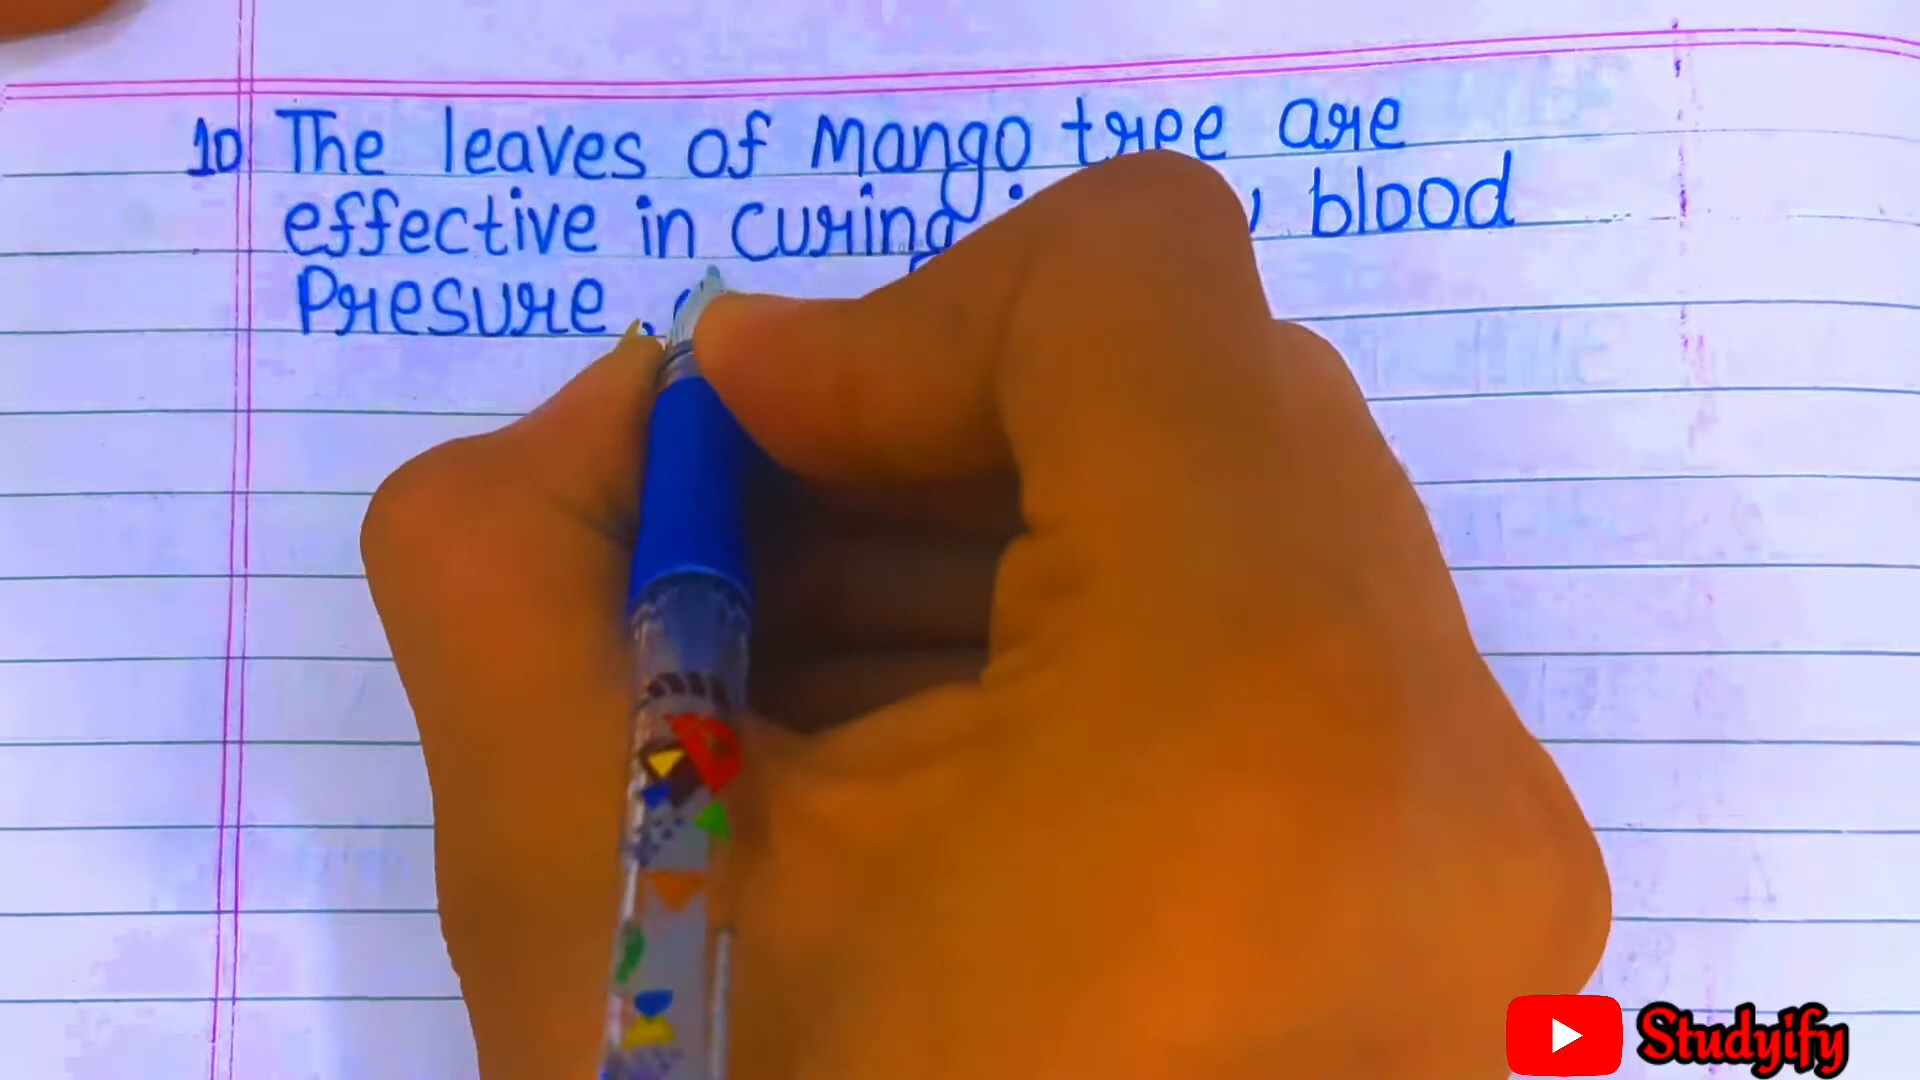 10 The leaves of Mango tree are
effective in curing blood
Presure ,
Studyify